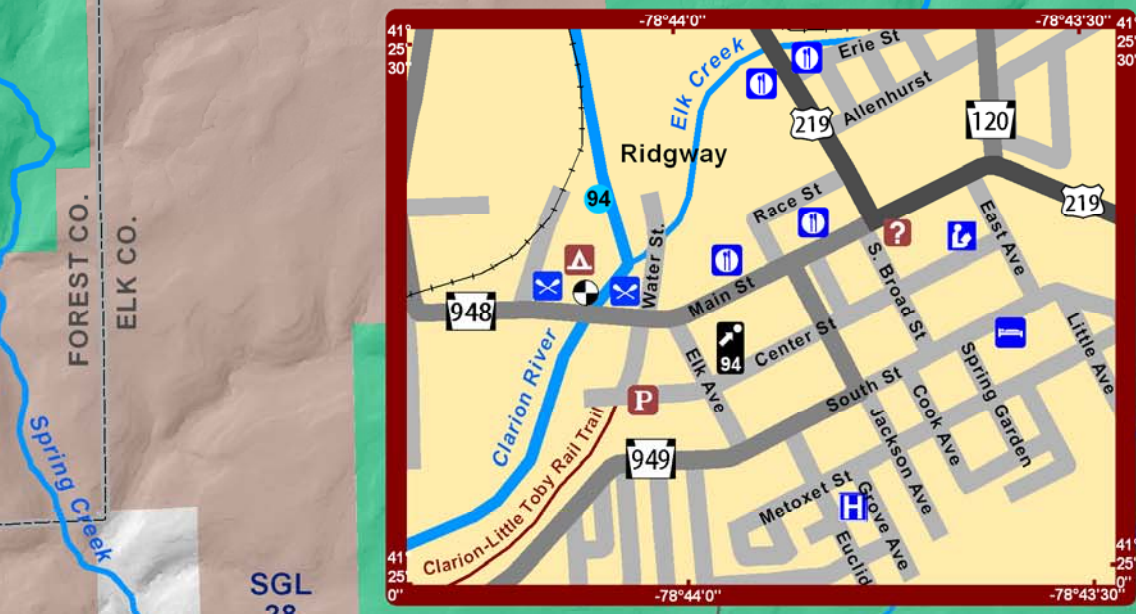 -78°44'0"
-78°43'30"
41°
25'
30"
41°
25'
30"
Erie St
Elk Creek
Allenhurst
219
120
Ridgway
94
Race St
219
?
East Ave
Water St.
S. Broad St
FOREST CO.
ELK CO.
948
Main St
94
Center St
Little Ave
Clarion River
Elk Ave
South St
Spring Garden
P
Cook Ave
Jackson Ave
Spring Creek
949
Clarion-Little Toby Rail Trail
Metoxet St
H
Grove Ave
Euclid
41°
25'
0"
41°
25'
0"
SGL
28
-78°44'0"
-78°43'30"